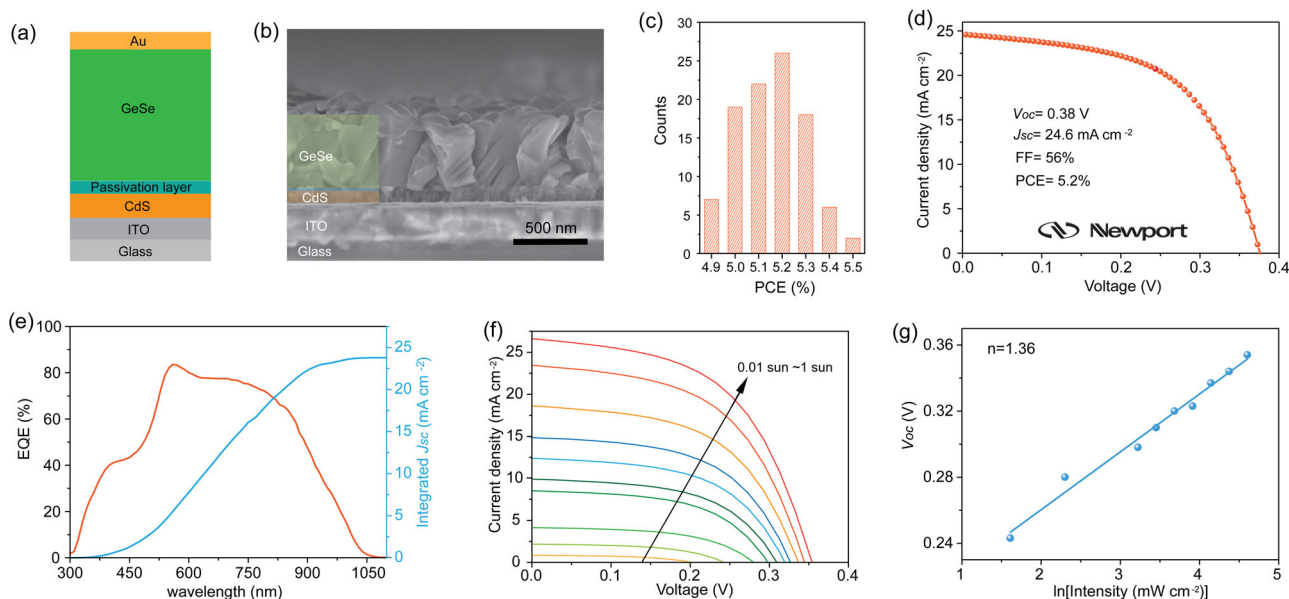 (a)
Au
GeSe
Passivation layer
CdS
ITO
Glass
(b)
GeSe
CdS
ITO
Glass
500 nm
(c)
30
25
20
15
10
5
0
Counts
4.9 5.0 5.1 5.2 5.3 5.4 5.5
PCE (%)
(d)
25
20
15
10
5
0
Current density (mA cm⁻²)
Voc= 0.38 V
Jsc= 24.6 mA cm⁻²
FF= 56%
PCE= 5.2%
Newport
0.0 0.1 0.2 0.3 0.4
Voltage (V)
(e)
100
80
60
40
20
0
EQE (%)
25
20
15
10
5
0
Integrated Jsc (mA cm⁻²)
300 450 600 750 900 1050
wavelength (nm)
(f)
25
20
15
10
5
0
Current density (mA cm⁻²)
0.01 sun ~1 sun
0.0 0.1 0.2 0.3 0.4
Voltage (V)
(g)
n=1.36
0.36
0.32
0.28
0.24
Voc (V)
1 2 3 4 5
ln[Intensity (mW cm⁻²)]